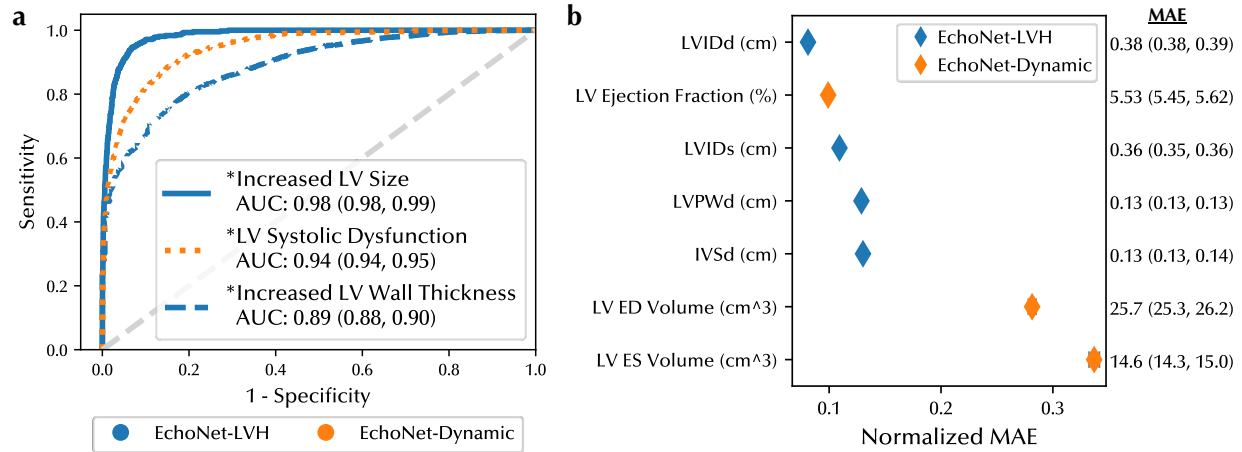 a
1.0
0.8
0.6
0.4
0.2
0.0
Sensitivity
*Increased LV Size
AUC: 0.98 (0.98, 0.99)
*LV Systolic Dysfunction
AUC: 0.94 (0.94, 0.95)
*Increased LV Wall Thickness
AUC: 0.89 (0.88, 0.90)
0.0 0.2 0.4 0.6 0.8 1.0
1 - Specificity
EchoNet-LVH EchoNet-Dynamic
b
MAE
EchoNet-LVH
EchoNet-Dynamic
LVIDd (cm) 0.38 (0.38, 0.39)
LV Ejection Fraction (%) 5.53 (5.45, 5.62)
LVIDs (cm) 0.36 (0.35, 0.36)
LVPWd (cm) 0.13 (0.13, 0.13)
IVSd (cm) 0.13 (0.13, 0.14)
LV ED Volume (cm^3) 25.7 (25.3, 26.2)
LV ES Volume (cm^3) 14.6 (14.3, 15.0)
0.1 0.2 0.3
Normalized MAE